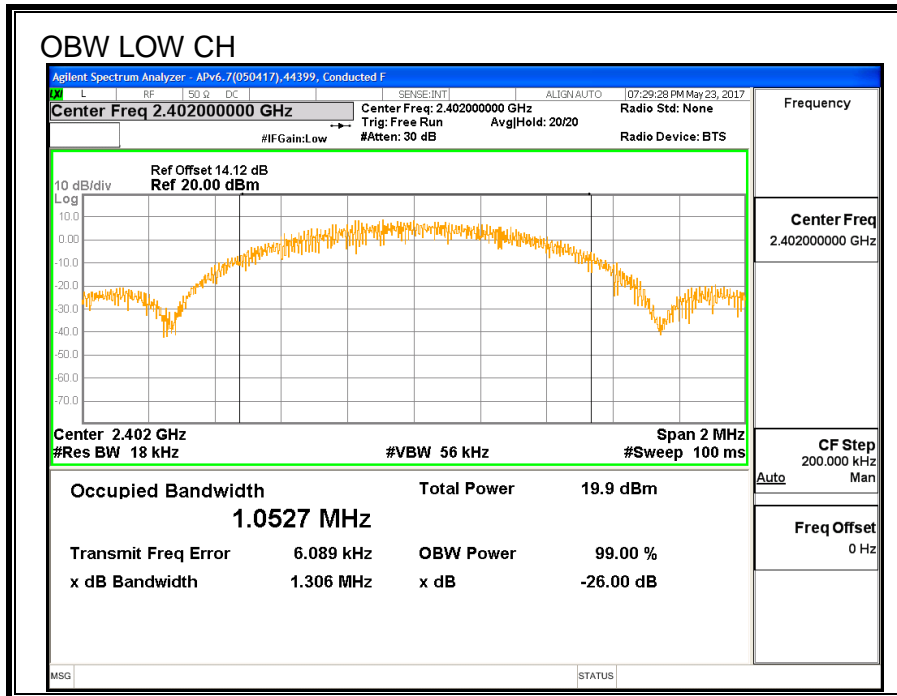 OBW LOW CH
Agilent Spectrum Analyzer - APv6.7(050417),44399, Conducted F
LXI L RF 50 Ω DC SENSE:INT ALIGN AUTO 07:29:28 PM May 23, 2017
Center Freq 2.402000000 GHz
Center Freq: 2.402000000 GHz
Radio Std: None
Trig: Free Run Avg|Hold: 20/20
#IFGain:Low
#Atten: 30 dB
Radio Device: BTS
Ref Offset 14.12 dB
10 dB/div Ref 20.00 dBm
Log
10.0
0.00
-10.0
-20.0
-30.0
-40.0
-50.0
-60.0
-70.0
Center 2.402 GHz Span 2 MHz
#Res BW 18 kHz #VBW 56 kHz #Sweep 100 ms
Occupied Bandwidth Total Power 19.9 dBm
1.0527 MHz
Transmit Freq Error 6.089 kHz OBW Power 99.00 %
x dB Bandwidth 1.306 MHz x dB -26.00 dB
Frequency
Center Freq
2.402000000 GHz
CF Step
200.000 kHz
Auto Man
Freq Offset
0 Hz
MSG STATUS